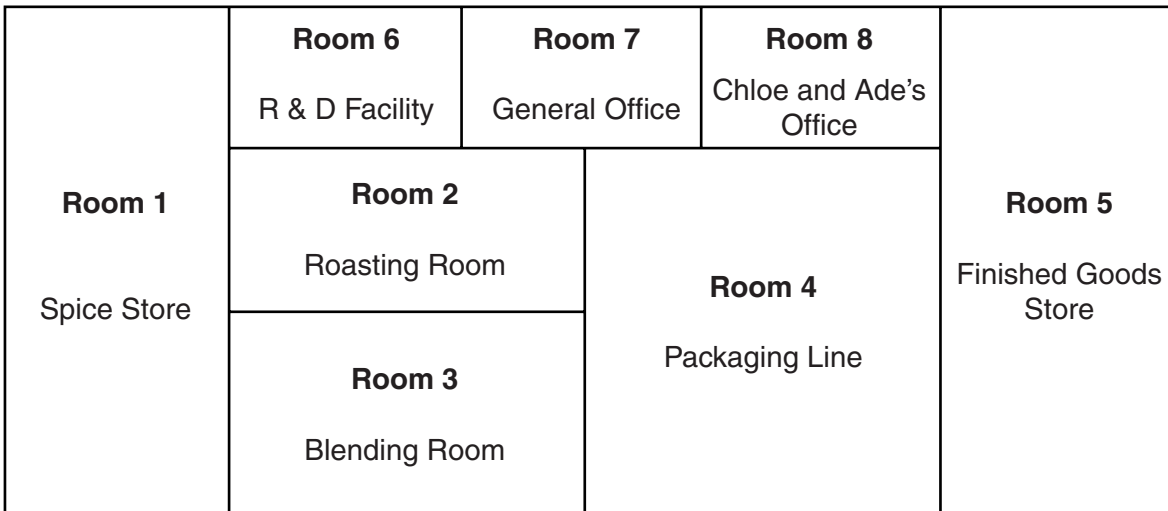 Room 1
Spice Store
Room 6
R & D Facility
Room 7
General Office
Room 8
Chloe and Ade's
Office
Room 2
Roasting Room
Room 3
Blending Room
Room 4
Packaging Line
Room 5
Finished Goods
Store